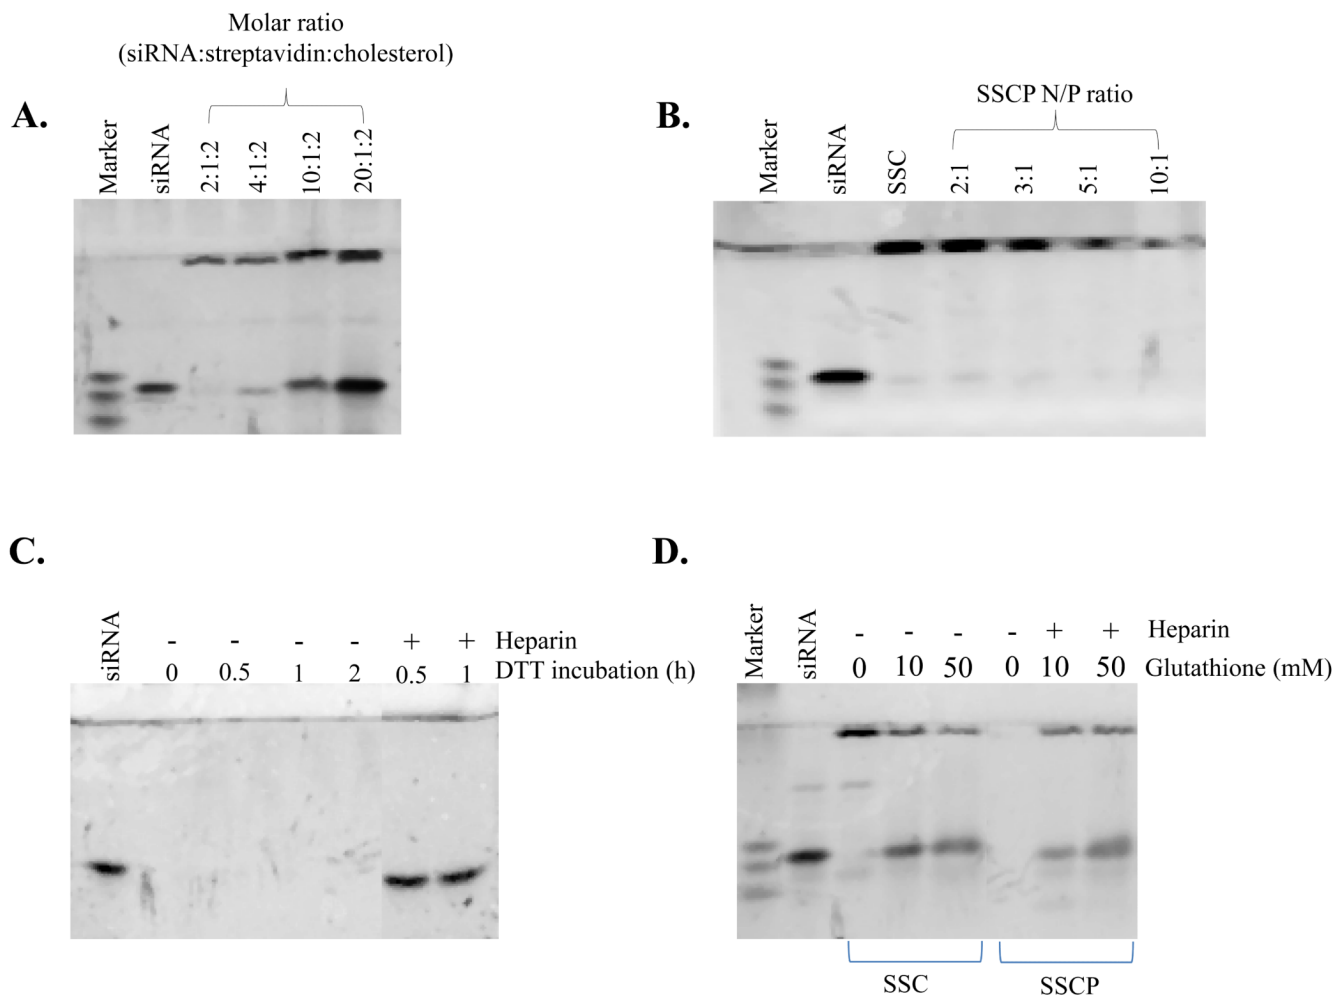 Molar ratio
(siRNA:streptavidin:cholesterol)
A.
Marker
siRNA
2:1:2
4:1:2
10:1:2
20:1:2
SSCP N/P ratio
B.
Marker
siRNA
SSC
2:1
3:1
5:1
10:1
C.
siRNA
- - - - + + Heparin
0 0.5 1 2 0.5 1 DTT incubation (h)
D.
Marker
siRNA
- - - - + + Heparin
0 10 50 0 10 50 Glutathione (mM)
SSC
SSCP